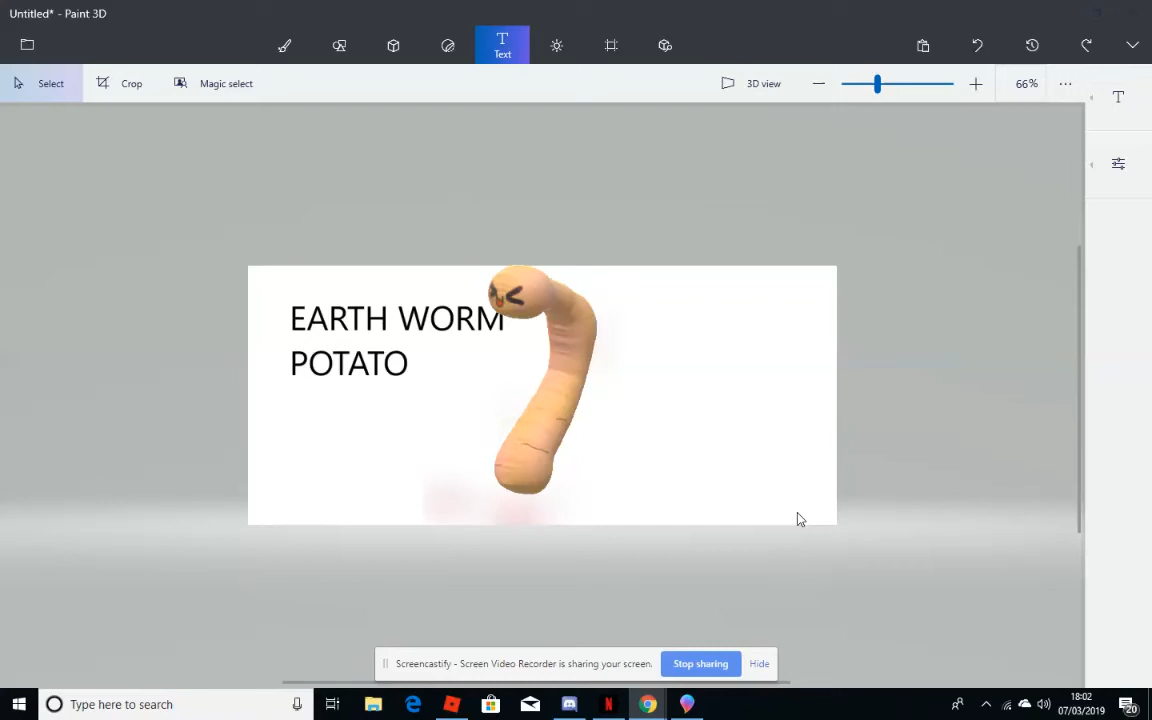 Untitled* - Paint 3D
Text
Select
Crop
Magic select
3D view
66%
EARTH WORM
POTATO
Screencastify - Screen Video Recorder is sharing your screen.
Stop sharing
Hide
Type here to search
18:02
07/03/2019
20